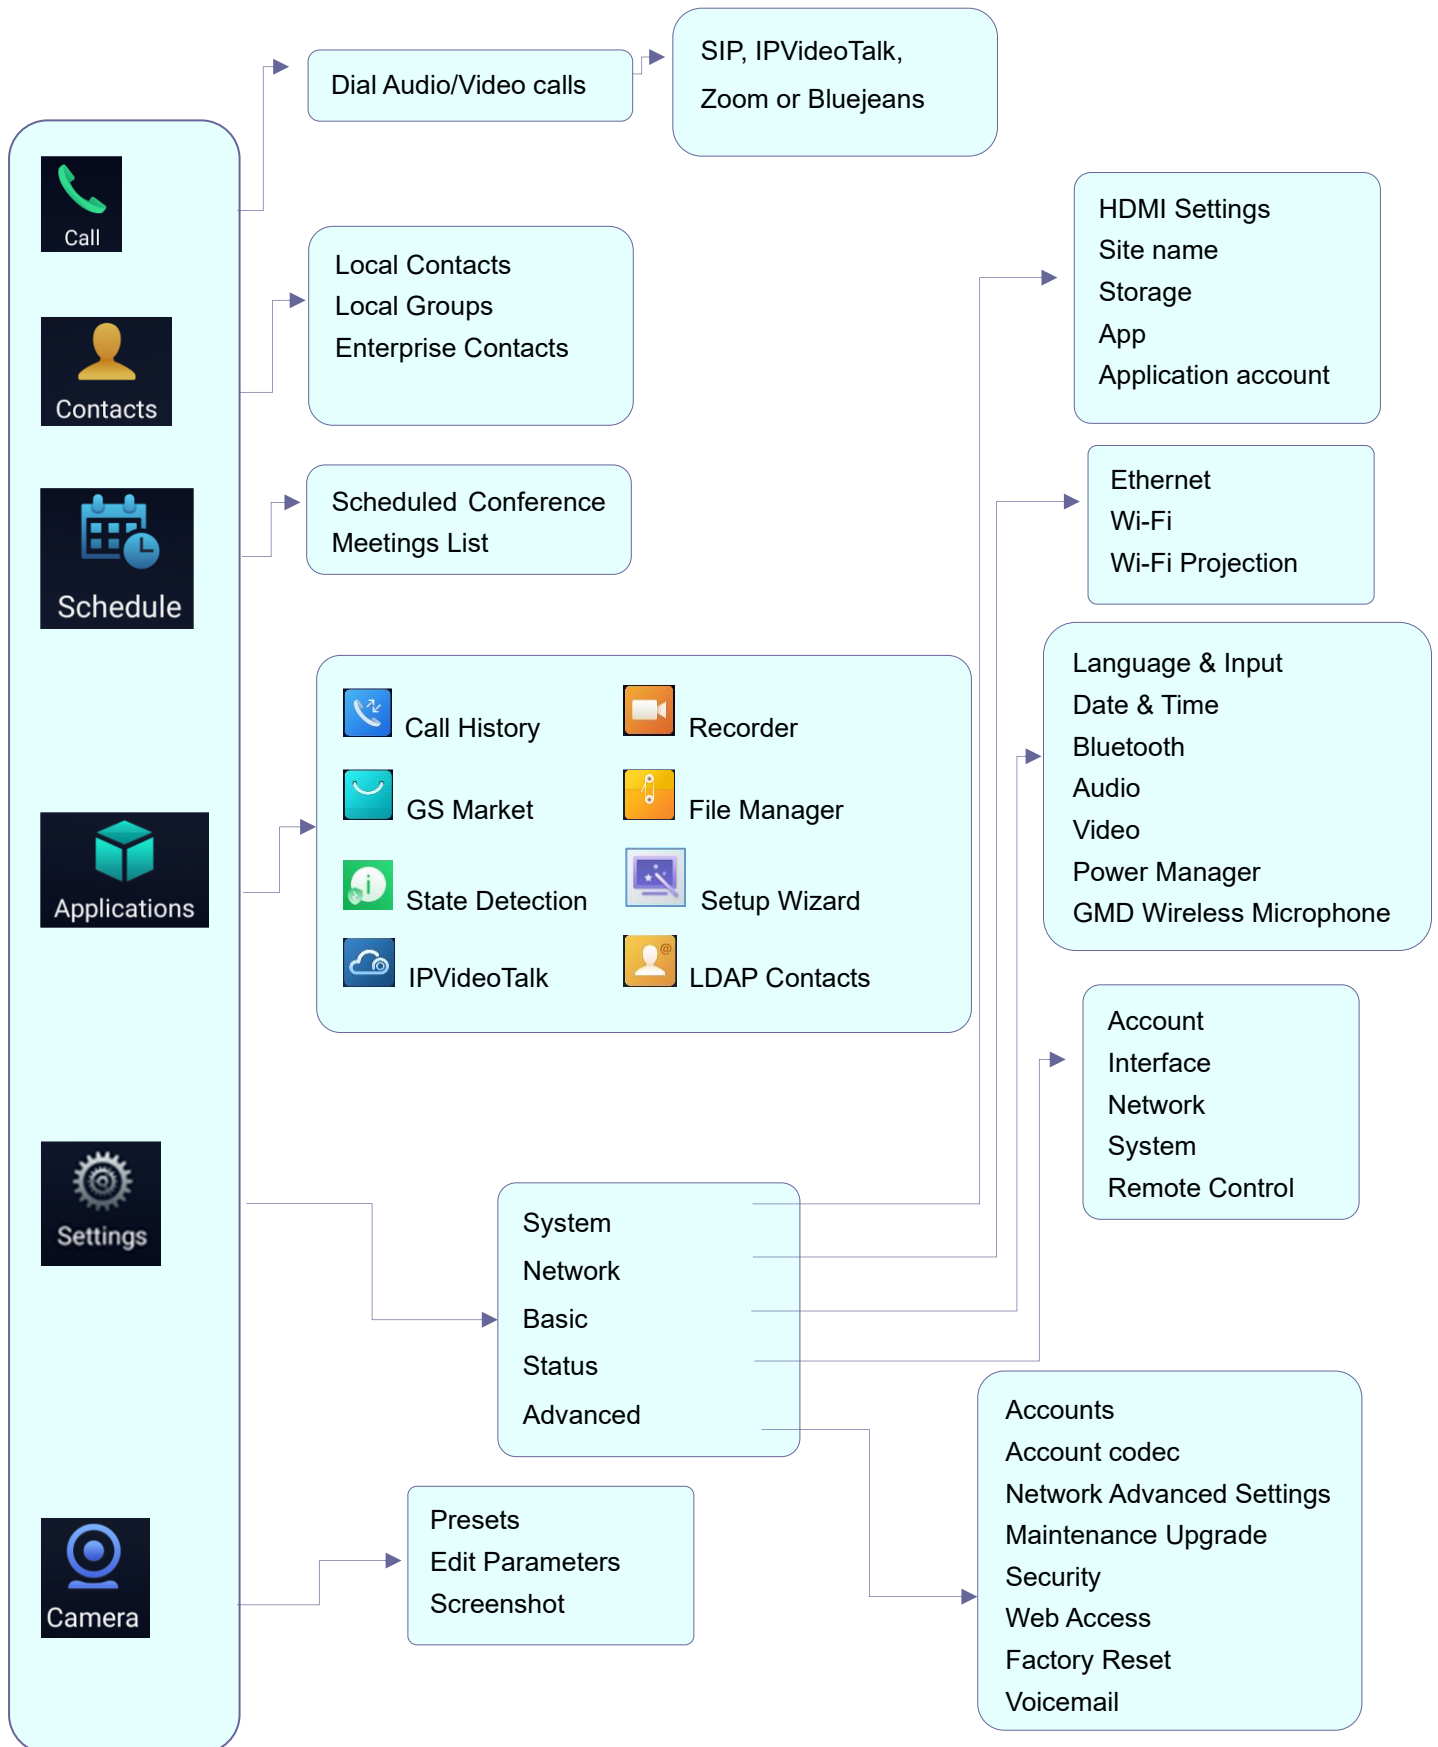 Call
Dial Audio/Video calls
SIP, IPVideoTalk,
Zoom or Bluejeans
Contacts
Local Contacts
Local Groups
Enterprise Contacts
Schedule
Scheduled Conference
Meetings List
Applications
Call History
Recorder
GS Market
File Manager
State Detection
Setup Wizard
IPVideoTalk
LDAP Contacts
Settings
System
Network
Basic
Status
Advanced
HDMI Settings
Site name
Storage
App
Application account
Ethernet
Wi-Fi
Wi-Fi Projection
Language & Input
Date & Time
Bluetooth
Audio
Video
Power Manager
GMD Wireless Microphone
Account
Interface
Network
System
Remote Control
Accounts
Account codec
Network Advanced Settings
Maintenance Upgrade
Security
Web Access
Factory Reset
Voicemail
Camera
Presets
Edit Parameters
Screenshot